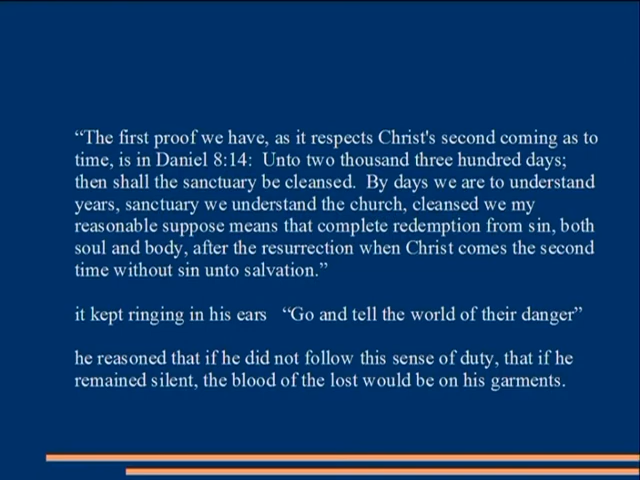 “The first proof we have, as it respects Christ's second coming as to
time, is in Daniel 8:14:  Unto two thousand three hundred days;
then shall the sanctuary be cleansed.  By days we are to understand
years, sanctuary we understand the church, cleansed we my
reasonable suppose means that complete redemption from sin, both
soul and body, after the resurrection when Christ comes the second
time without sin unto salvation.”
it kept ringing in his ears   “Go and tell the world of their danger”
he reasoned that if he did not follow this sense of duty, that if he
remained silent, the blood of the lost would be on his garments.